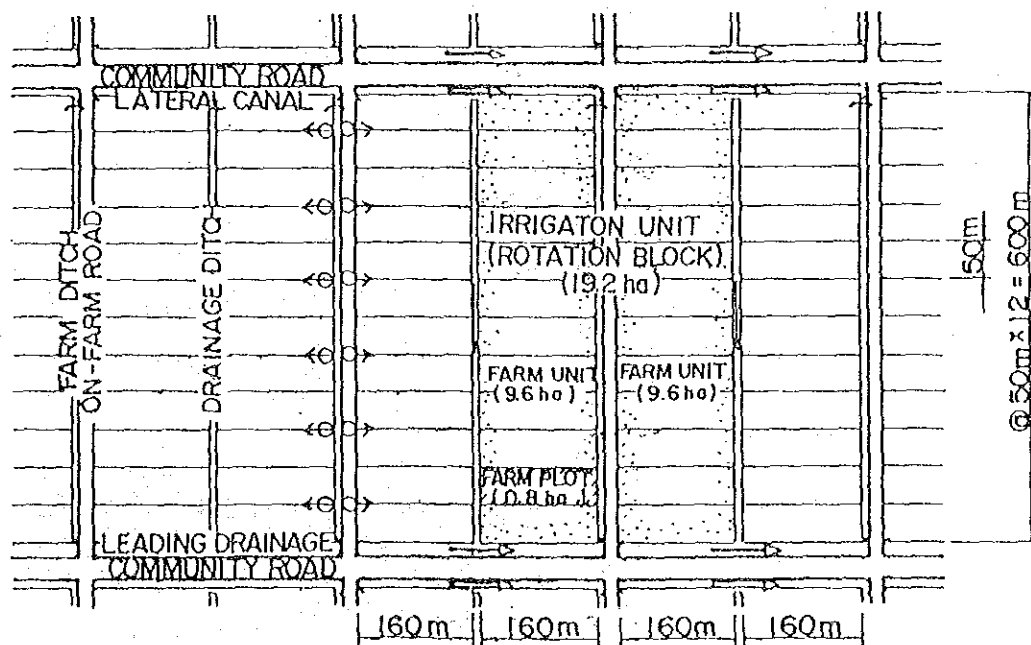 COMMUNITY ROAD
LATERAL CANAL
FARM DITCH
ON-FARM ROAD
DRAINAGE DITCH
IRRIGATON UNIT
(ROTATION BLOCK)
(19.2 ha)
FARM UNIT
(9.6 ha)
FARM UNIT
(9.6 ha)
FARM PLOT
(0.8 ha)
50m
@50m×12=600m
LEADING DRAINAGE
COMMUNITY ROAD
160m 160m 160m 160m